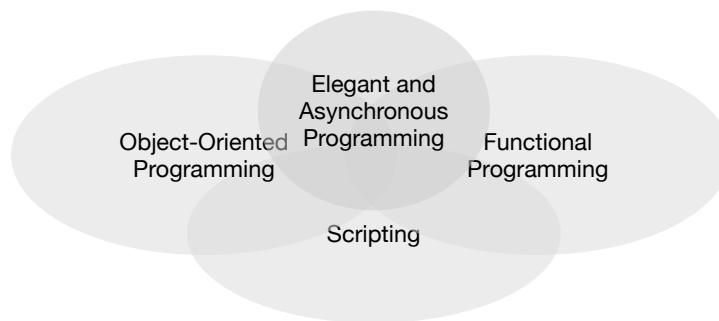 Elegant and
Asynchronous
Programming
Object-Oriented
Programming
Functional
Programming
Scripting